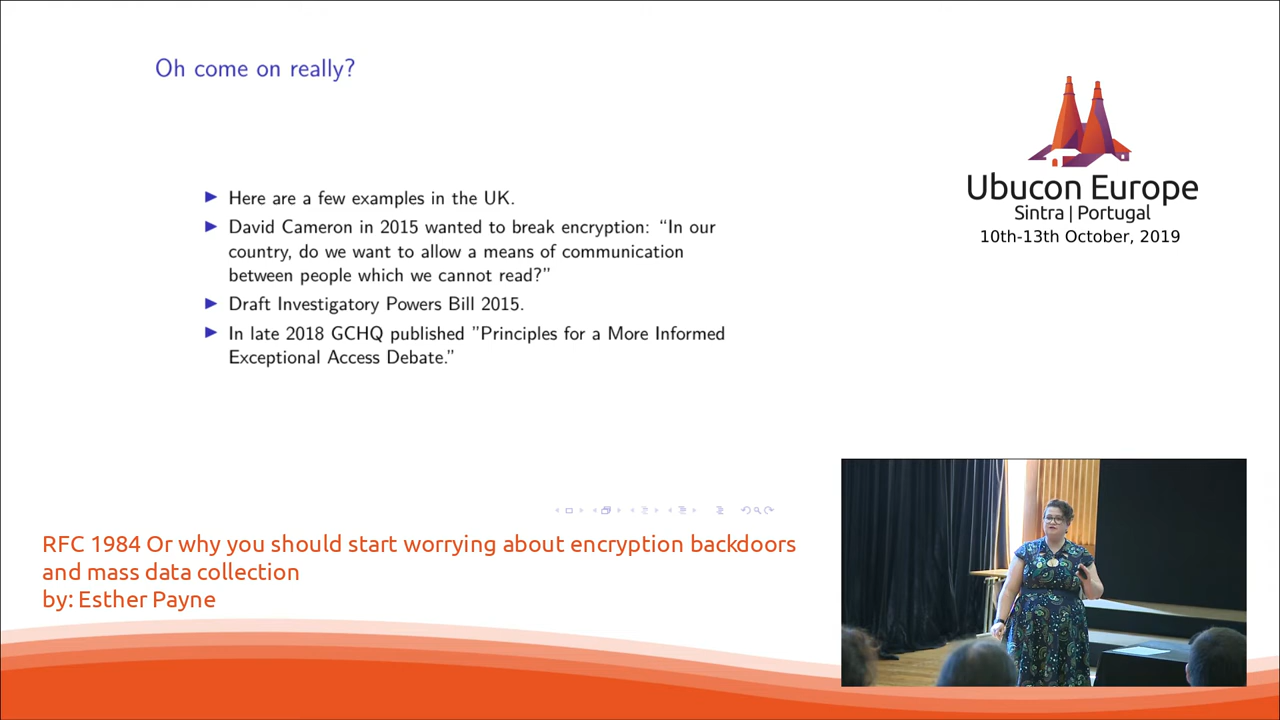 Oh come on really?
Here are a few examples in the UK.
David Cameron in 2015 wanted to break encryption: “In our
country, do we want to allow a means of communication
between people which we cannot read?”
Draft Investigatory Powers Bill 2015.
In late 2018 GCHQ published ”Principles for a More Informed
Exceptional Access Debate.”
Ubucon Europe
Sintra | Portugal
10th-13th October, 2019
RFC 1984 Or why you should start worrying about encryption backdoors
and mass data collection
by: Esther Payne